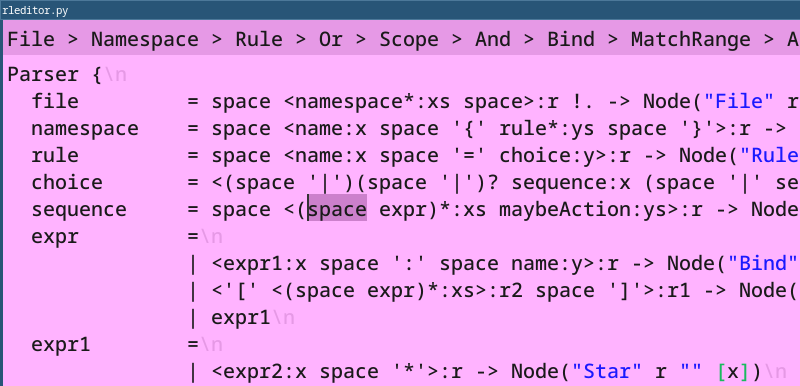 rleditor.py
File > Namespace > Rule > Or > Scope > And > Bind > MatchRange > A
Parser {\n
file = space <namespace*:xs space>:r !. -> Node("File" r
namespace = space <name:x space '{' rule*:ys space '}'>:r ->
rule = space <name:x space '=' choice:y>:r -> Node("Rule
choice = <(space '|')(space '|')? sequence:x (space '|' se
sequence = space <(space expr)*:xs maybeAction:ys>:r -> Node
expr =\n
| <expr1:x space ':' space name:y>:r -> Node("Bind"
| <'[' <(space expr)*:xs>:r2 space ']'>:r1 -> Node(
| expr1\n
expr1 =\n
| <expr2:x space '*'>:r -> Node("Star" r "" [x])\n